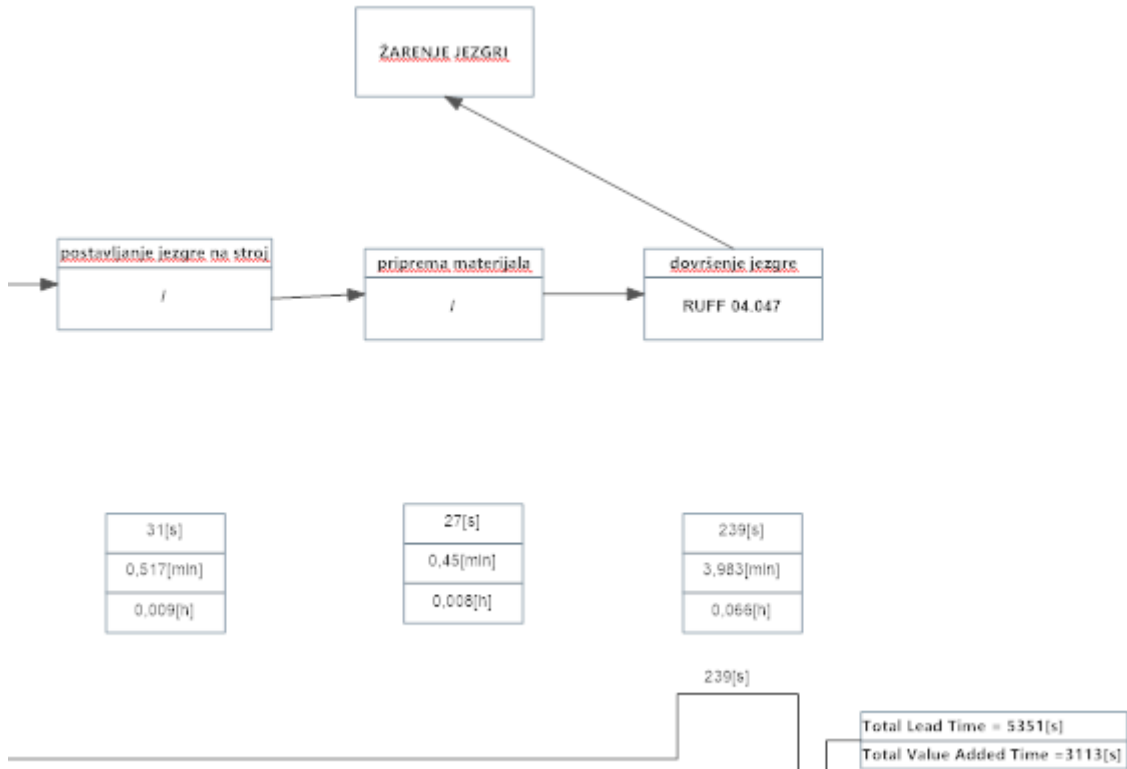 ŽARENJE JEZGRI
postavljanje jezgre na stroj
/
priprema materijala
/
dovršenje jezgre
RUFF 04.047
31[s]
0,517[min]
0,009[h]
27[s]
0,45[min]
0,008[h]
239[s]
3,983[min]
0,066[h]
239[s]
Total Lead Time = 5351[s]
Total Value Added Time =3113[s]